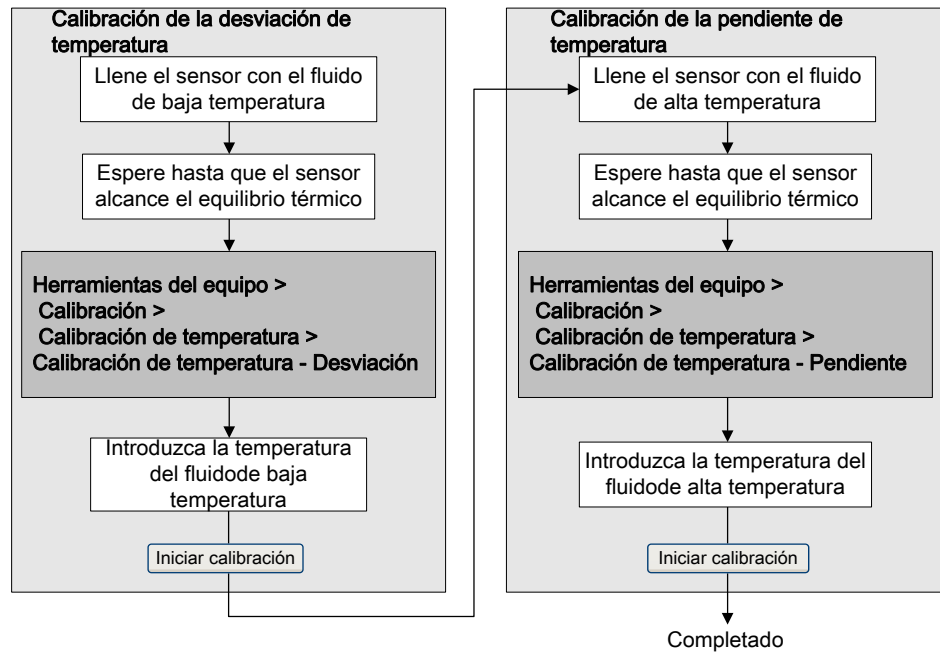 Calibración de la desviación de
temperatura
Llene el sensor con el fluido
de baja temperatura
Espere hasta que el sensor
alcance el equilibrio térmico
Herramientas del equipo >
Calibración >
Calibración de temperatura >
Calibración de temperatura - Desviación
Introduzca la temperatura
del fluidode baja
temperatura
Iniciar calibración
Calibración de la pendiente de
temperatura
Llene el sensor con el fluido
de alta temperatura
Espere hasta que el sensor
alcance el equilibrio térmico
Herramientas del equipo >
Calibración >
Calibración de temperatura >
Calibración de temperatura - Pendiente
Introduzca la temperatura del
fluidode alta temperatura
Iniciar calibración
Completado